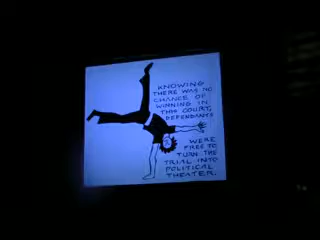 KNOWING
THERE WAS NO
CHANCE OF
WINNING IN
THIS COURT,
DEFENDANTS
WERE
FREE TO
TURN THE
TRIAL INTO
POLITICAL
THEATER.